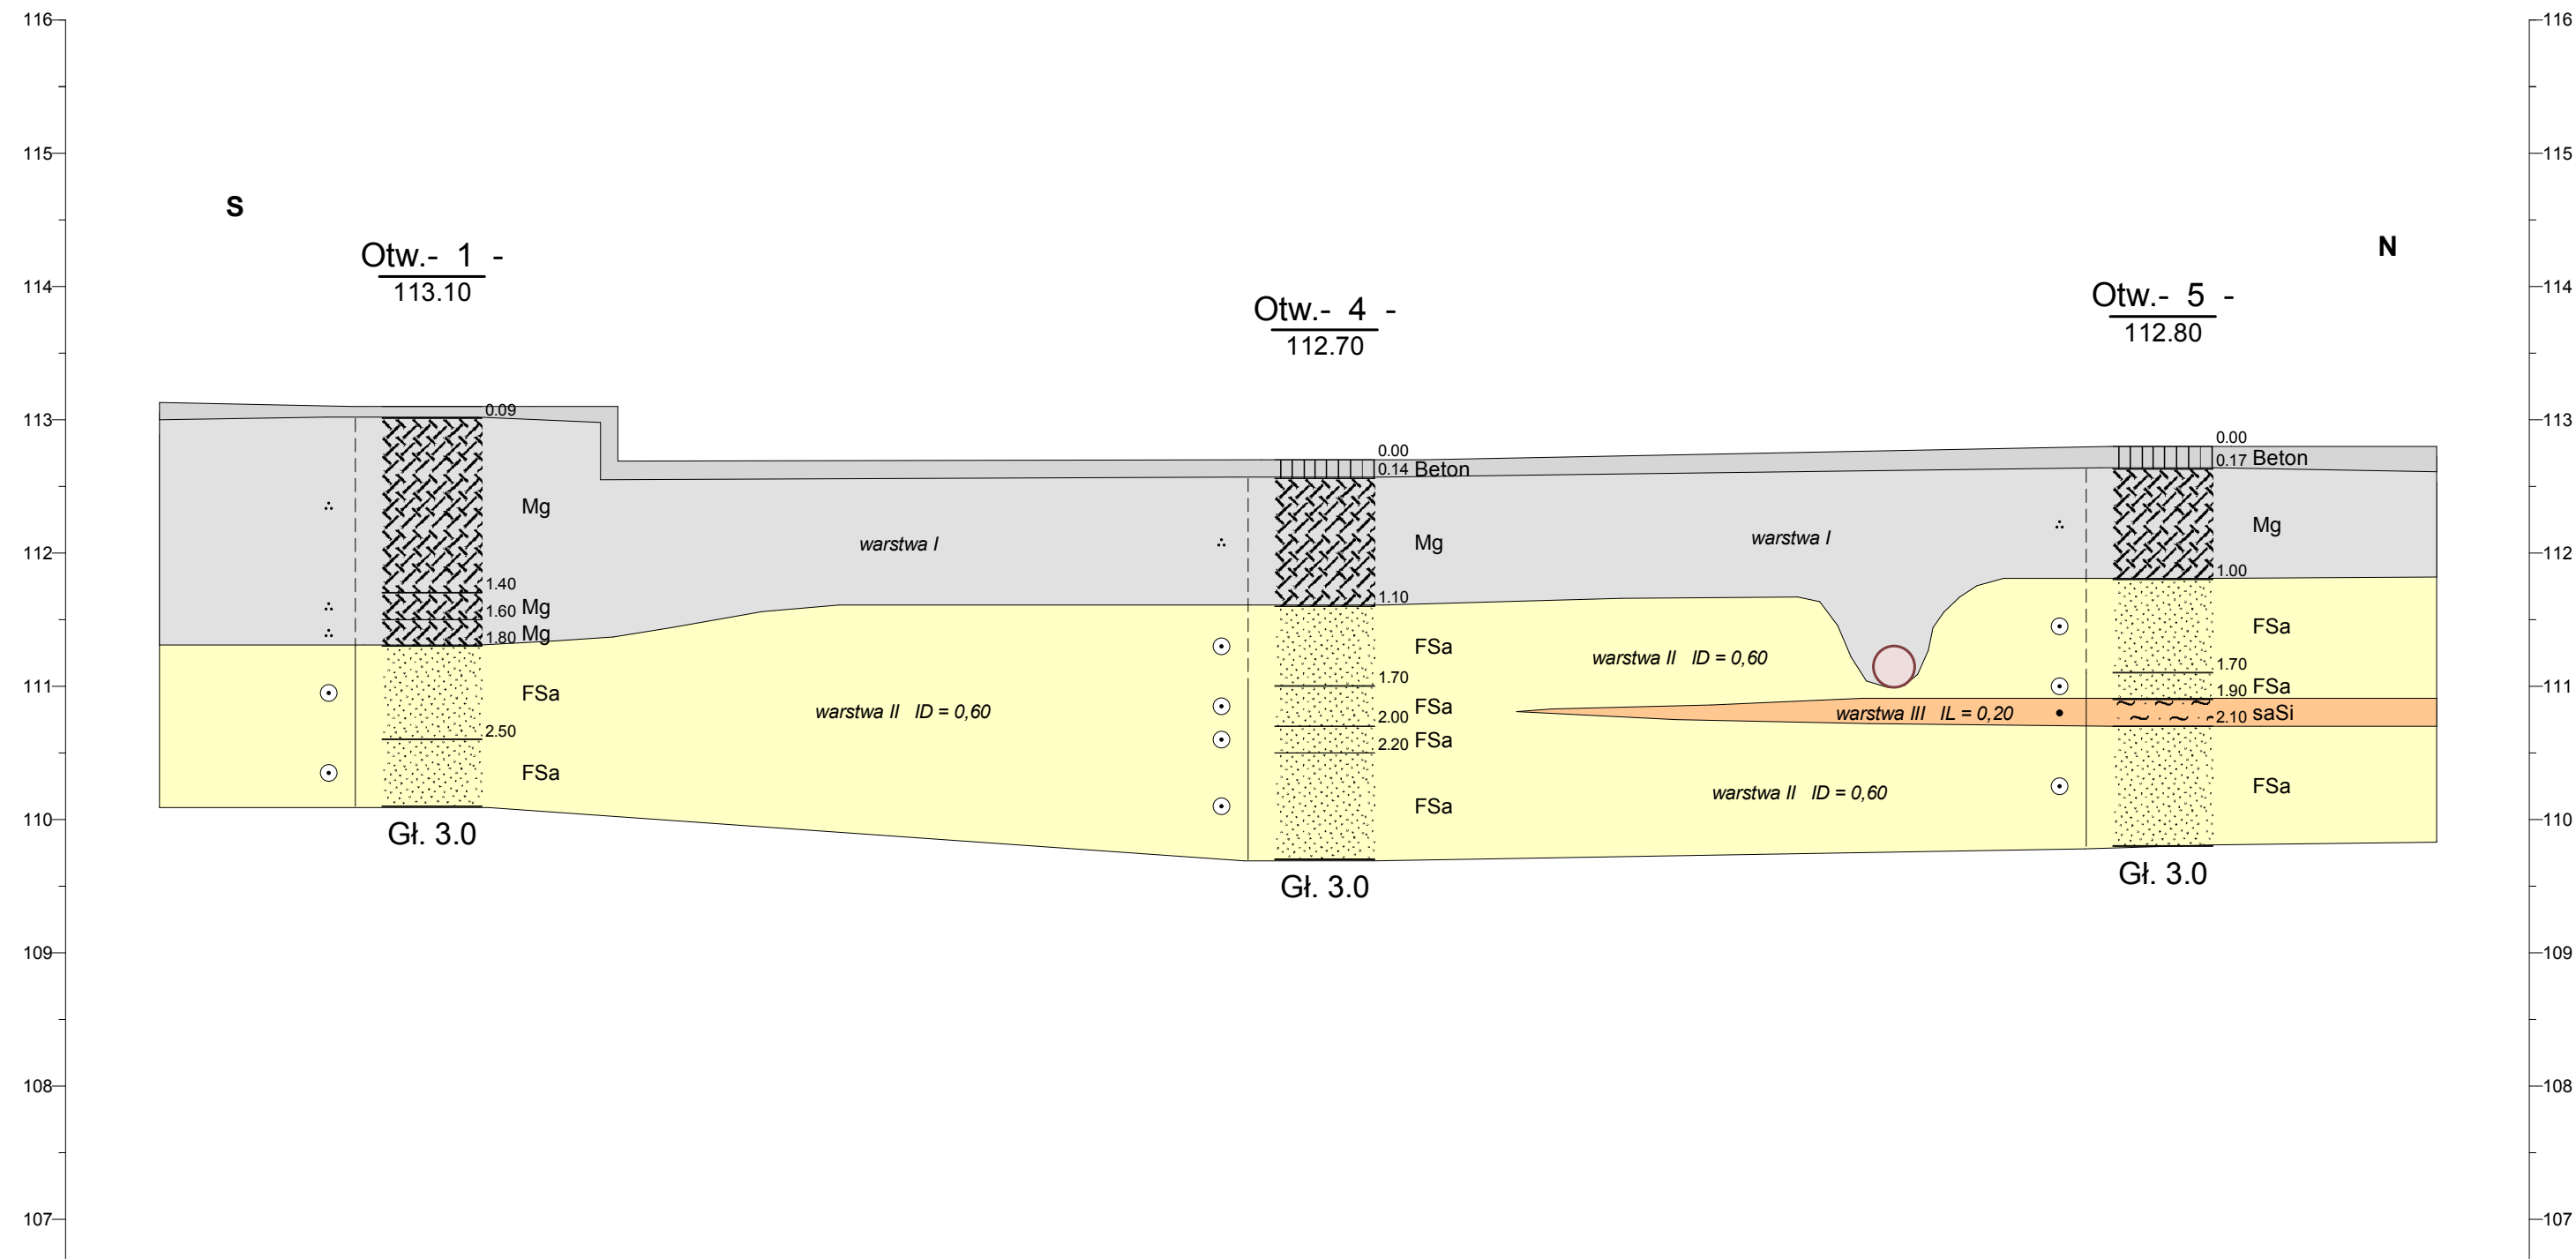 116
116
115
115
S
N
Otw.- 1 -
113.10
114
114
Otw.- 5 -
112.80
Otw.- 4 -
112.70
0.09
113
113
0.00
0.14 Beton
0.00
0.17 Beton
Mg
Mg
Mg
warstwa I
warstwa I
112
112
1.40
1.60 Mg
1.80 Mg
1.10
1.00
FSa
FSa
warstwa II ID = 0,60
1.70
1.70
111
111
FSa
FSa
FSa
1.90
warstwa II ID = 0,60
warstwa III IL = 0,20
2.00
2.10 saSi
2.50
2.20 FSa
FSa
FSa
FSa
warstwa II ID = 0,60
110
110
Gł. 3.0
Gł. 3.0
Gł. 3.0
109
109
108
108
107
107